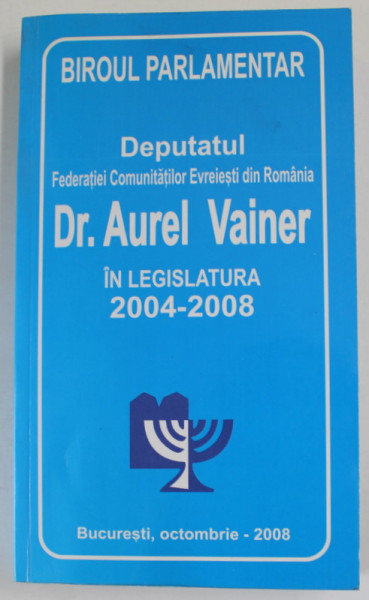 BIROUL PARLAMENTAR
Deputatul
Federației Comunităților Evreiești din România
Dr. Aurel Vainer
ÎN LEGISLATURA
2004-2008
București, octombrie - 2008